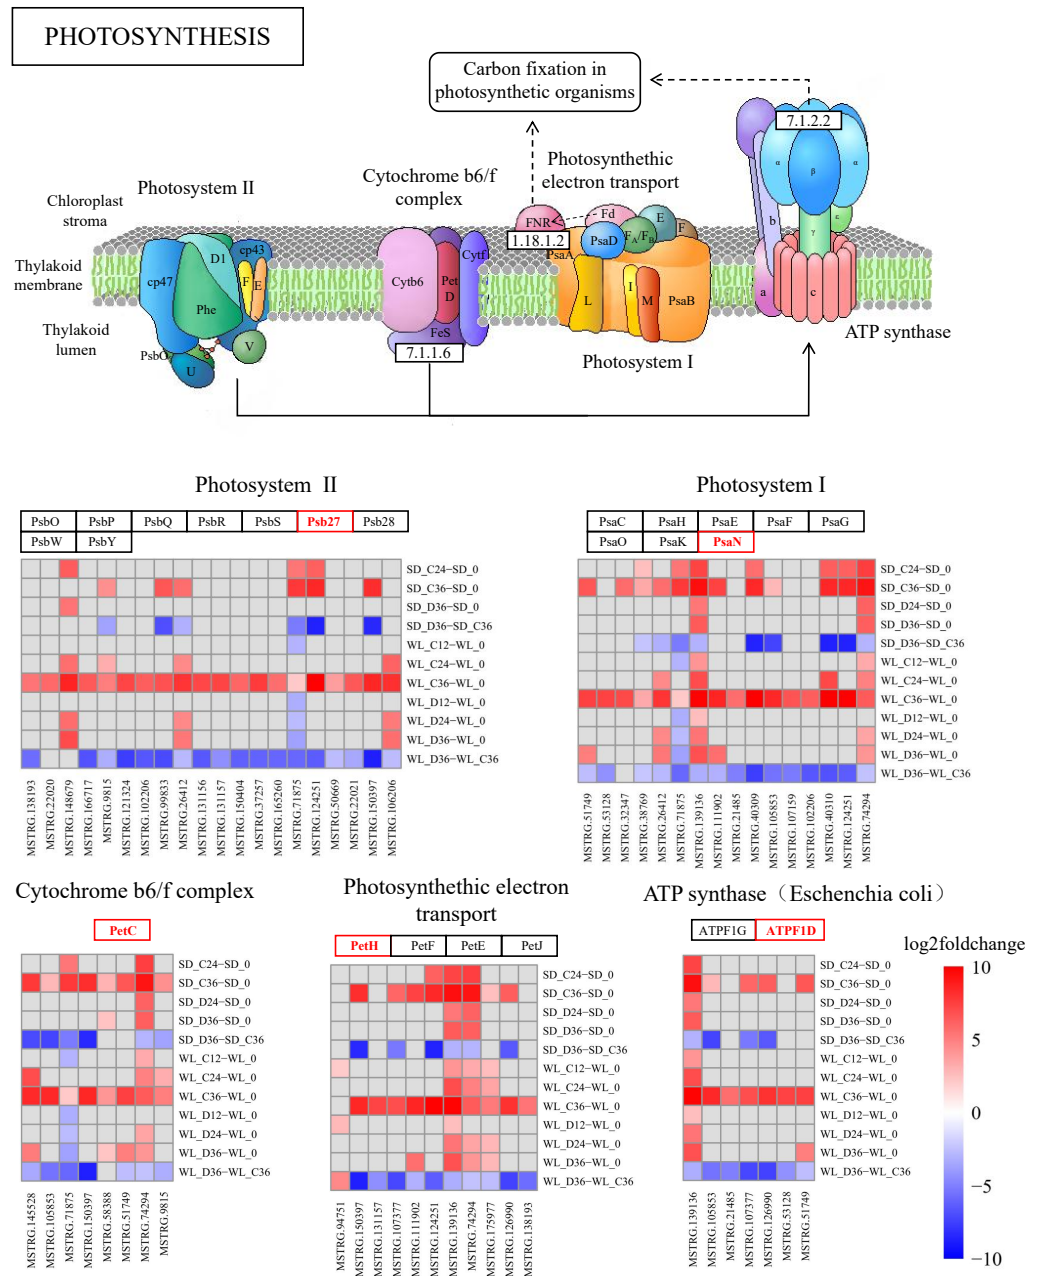 PHOTOSYNTHESIS
Carbon fixation in
photosynthetic organisms
7.1.2.2
Photosynthethic
electron transport
Cytochrome b6/f
complex
Photosystem II
Chloroplast
stroma
Thylakoid
membrane
Thylakoid
lumen
D1
cp43
cp47
F
E
Phe
PsbO
V
U
Cytb6
Pet
D
Cytf
FeS
7.1.1.6
FNR
Fd
1.18.1.2
PsaA
PsaD
FA/FB
E
F
L
I
M
PsaB
Photosystem I
α
β
α
b
γ
ε
a
c
ATP synthase
Photosystem II
PsbO PsbP PsbQ PsbR PsbS Psb27 Psb28
PsbW PsbY
SD_C24−SD_0
SD_C36−SD_0
SD_D36−SD_0
SD_D36−SD_C36
WL_C12−WL_0
WL_C24−WL_0
WL_C36−WL_0
WL_D12−WL_0
WL_D24−WL_0
WL_D36−WL_0
WL_D36−WL_C36
MSTRG.138193
MSTRG.22020
MSTRG.148679
MSTRG.166717
MSTRG.9815
MSTRG.121324
MSTRG.102206
MSTRG.99833
MSTRG.26412
MSTRG.131156
MSTRG.131157
MSTRG.150404
MSTRG.37257
MSTRG.165260
MSTRG.71875
MSTRG.124251
MSTRG.50669
MSTRG.22021
MSTRG.150397
MSTRG.106206
Photosystem I
PsaC PsaH PsaE PsaF PsaG
PsaO PsaK PsaN
SD_C24−SD_0
SD_C36−SD_0
SD_D24−SD_0
SD_D36−SD_0
SD_D36−SD_C36
WL_C12−WL_0
WL_C24−WL_0
WL_C36−WL_0
WL_D12−WL_0
WL_D24−WL_0
WL_D36−WL_0
WL_D36−WL_C36
MSTRG.51749
MSTRG.53128
MSTRG.32347
MSTRG.38769
MSTRG.26412
MSTRG.71875
MSTRG.139136
MSTRG.111902
MSTRG.21485
MSTRG.40309
MSTRG.105853
MSTRG.107159
MSTRG.102206
MSTRG.40310
MSTRG.124251
MSTRG.74294
Cytochrome b6/f complex
PetC
SD_C24−SD_0
SD_C36−SD_0
SD_D24−SD_0
SD_D36−SD_0
SD_D36−SD_C36
WL_C12−WL_0
WL_C24−WL_0
WL_C36−WL_0
WL_D12−WL_0
WL_D24−WL_0
WL_D36−WL_0
WL_D36−WL_C36
MSTRG.145528
MSTRG.105853
MSTRG.71875
MSTRG.150397
MSTRG.58388
MSTRG.51749
MSTRG.74294
MSTRG.9815
Photosynthethic electron
transport
PetH PetF PetE PetJ
SD_C24−SD_0
SD_C36−SD_0
SD_D24−SD_0
SD_D36−SD_0
SD_D36−SD_C36
WL_C12−WL_0
WL_C24−WL_0
WL_C36−WL_0
WL_D12−WL_0
WL_D24−WL_0
WL_D36−WL_0
WL_D36−WL_C36
MSTRG.94751
MSTRG.150397
MSTRG.131157
MSTRG.107377
MSTRG.111902
MSTRG.124251
MSTRG.139136
MSTRG.74294
MSTRG.175977
MSTRG.126990
MSTRG.138193
ATP synthase（Eschenchia coli）
ATPF1G ATPF1D
SD_C24−SD_0
SD_C36−SD_0
SD_D24−SD_0
SD_D36−SD_0
SD_D36−SD_C36
WL_C12−WL_0
WL_C24−WL_0
WL_C36−WL_0
WL_D12−WL_0
WL_D24−WL_0
WL_D36−WL_0
WL_D36−WL_C36
MSTRG.139136
MSTRG.105853
MSTRG.21485
MSTRG.107377
MSTRG.126990
MSTRG.53128
MSTRG.51749
log2foldchange
10
5
0
−5
−10